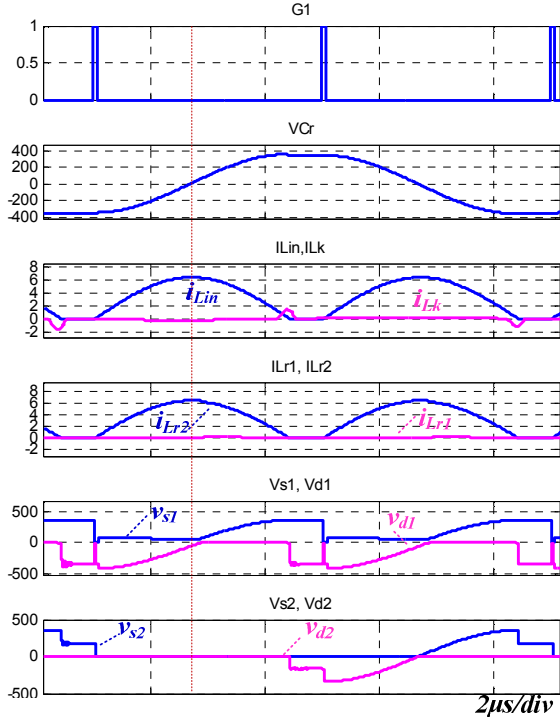 G1
1
0.5
0
VCr
400
200
0
-200
-400
ILin,ILk
8
6
4
2
0
-2
iLin
iLk
ILr1, ILr2
8
6
4
2
0
iLr2
iLr1
Vs1, Vd1
500
0
-500
vs1
vd1
Vs2, Vd2
500
0
-500
vs2
vd2
2μs/div